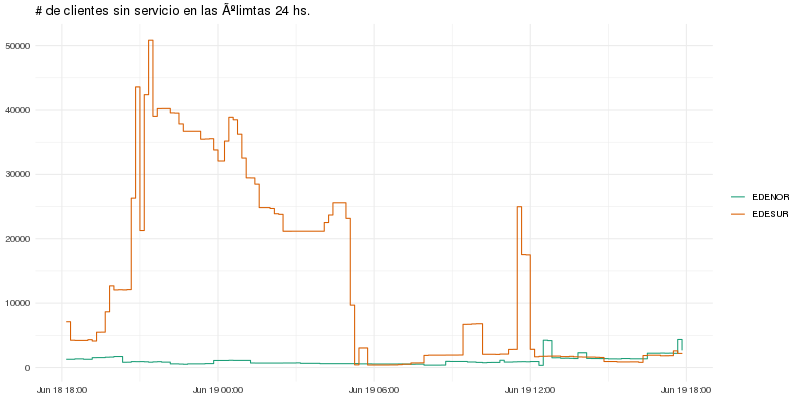 # de clientes sin servicio en las Ãºlimtas 24 hs.
50000
40000
30000
20000
10000
0
Jun 18 18:00
Jun 19 00:00
Jun 19 06:00
Jun 19 12:00
Jun 19 18:00
EDENOR
EDESUR